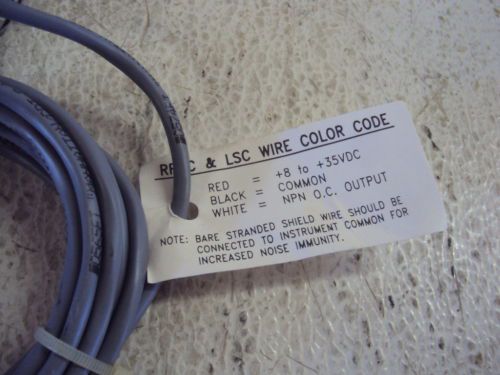 & LSC WIRE COLOR CODE
RED = +8 to +35VDC
BLACK = COMMON
WHITE = NPN O.C. OUTPUT
NOTE: BARE STRANDED SHIELD WIRE SHOULD BE
CONNECTED TO INSTRUMENT COMMON FOR
INCREASED NOISE IMMUNITY.